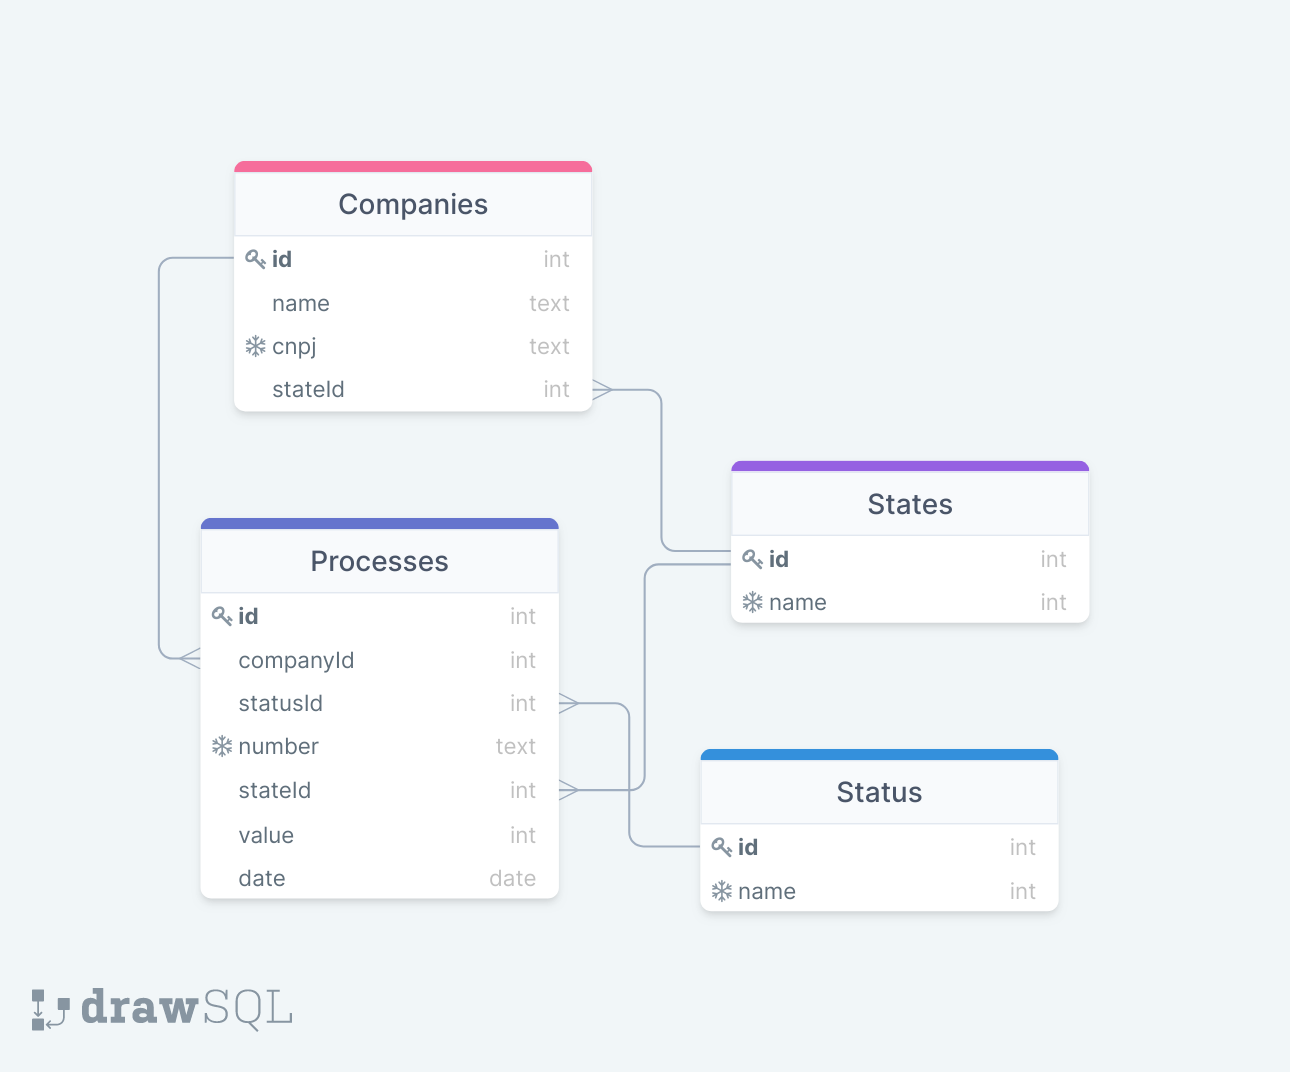 Companies
id int
name text
cnpj text
stateId int
States
id int
name int
Processes
id int
companyId int
statusId int
number text
stateId int
value int
date date
Status
id int
name int
drawSQL